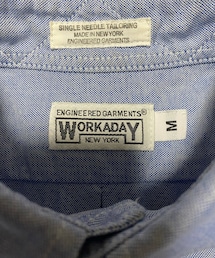 SINGLE NEEDLE TAILORING
MADE IN NEW YORK
ENGINEERED GARMENTS
ENGINEERED GARMENTS®
WORKADAY
NEW YORK
M